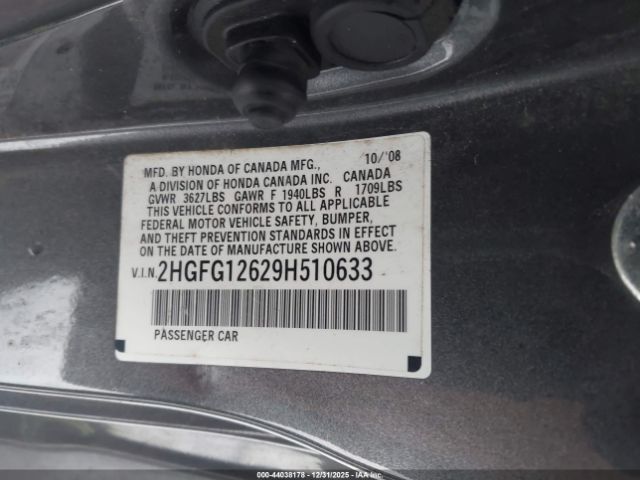 MFD. BY HONDA OF CANADA MFG., 10/'08
A DIVISION OF HONDA CANADA INC. CANADA
GVWR 3627LBS GAWR F 1940LBS R 1709LBS
THIS VEHICLE CONFORMS TO ALL APPLICABLE
FEDERAL MOTOR VEHICLE SAFETY, BUMPER,
AND THEFT PREVENTION STANDARDS IN EFFECT
ON THE DATE OF MANUFACTURE SHOWN ABOVE.
V.I.N. 2HGFG12629H510633
PASSENGER CAR
00-44038178 - 12/31/2025 - IAA Inc.